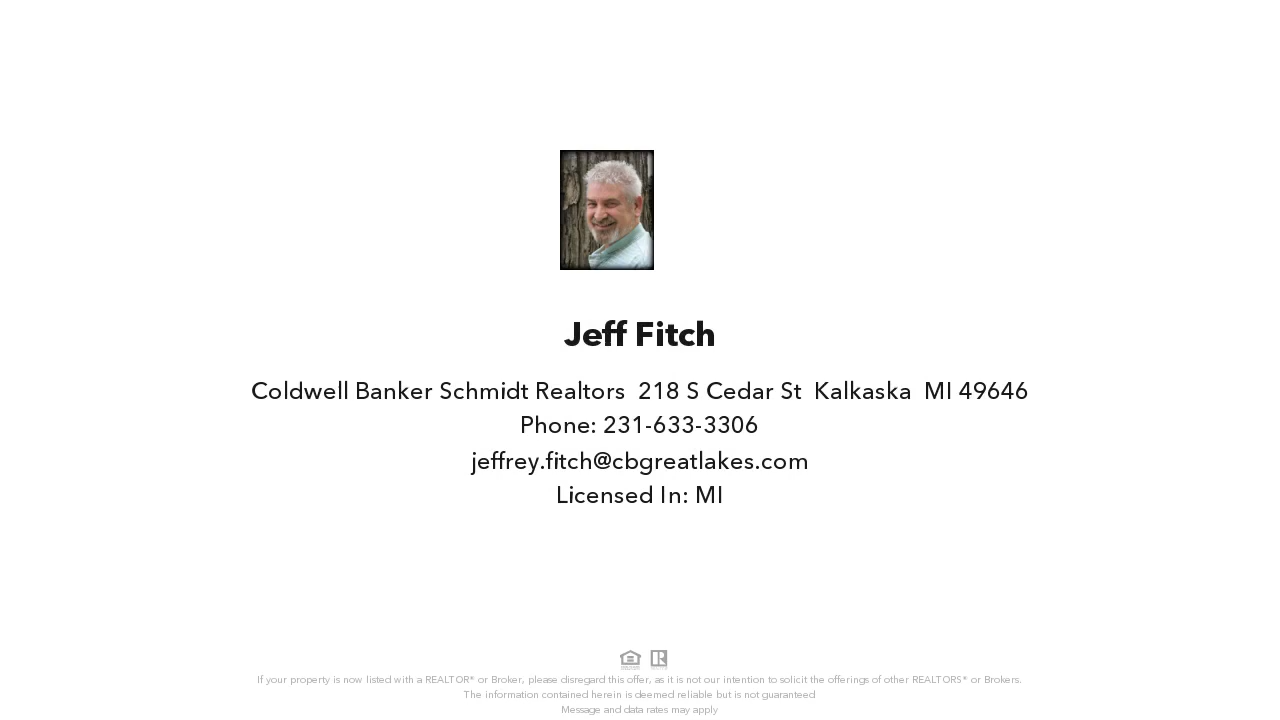 Jeff Fitch
Coldwell Banker Schmidt Realtors  218 S Cedar St  Kalkaska  MI 49646
Phone: 231-633-3306
jeffrey.fitch@cbgreatlakes.com
Licensed In: MI
If your property is now listed with a REALTOR® or Broker, please disregard this offer, as it is not our intention to solicit the offerings of other REALTORS® or Brokers.
The information contained herein is deemed reliable but is not guaranteed
Message and data rates may apply